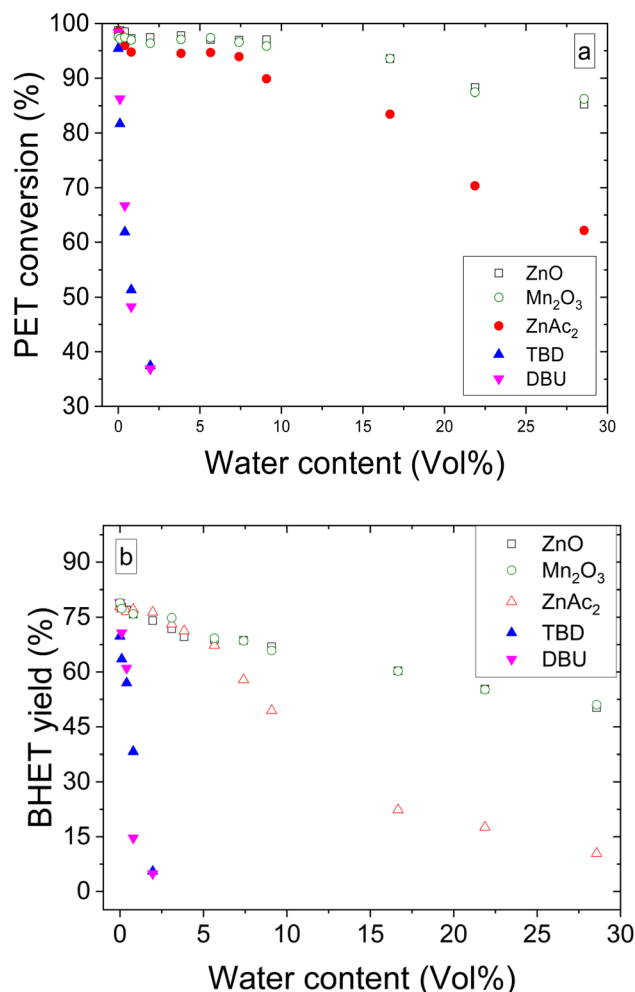 a
PET conversion (%)
100
90
80
70
60
50
40
30
ZnO
Mn₂O₃
ZnAc₂
TBD
DBU
0 5 10 15 20 25 30
Water content (Vol%)
b
BHET yield (%)
90
75
60
45
30
15
0
ZnO
Mn₂O₃
ZnAc₂
TBD
DBU
0 5 10 15 20 25 30
Water content (Vol%)